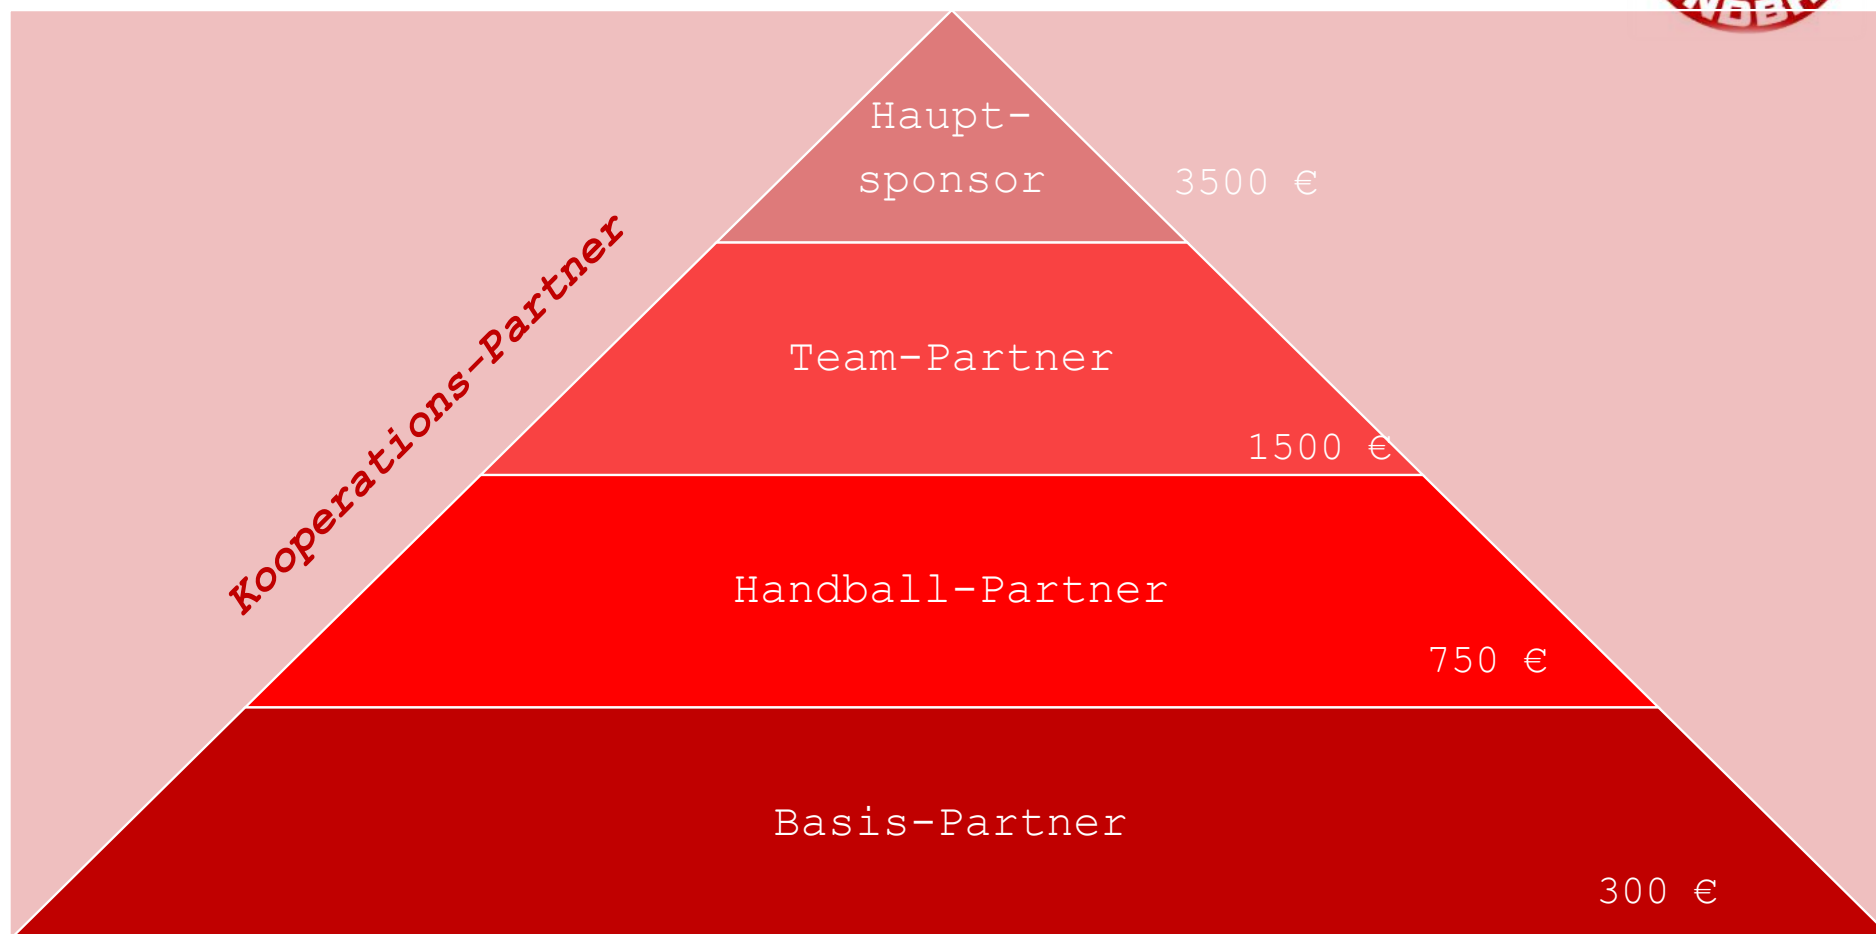 Haupt-
sponsor
3500 €
Kooperations-Partner
Team-Partner
1500 €
Handball-Partner
750 €
Basis-Partner
300 €